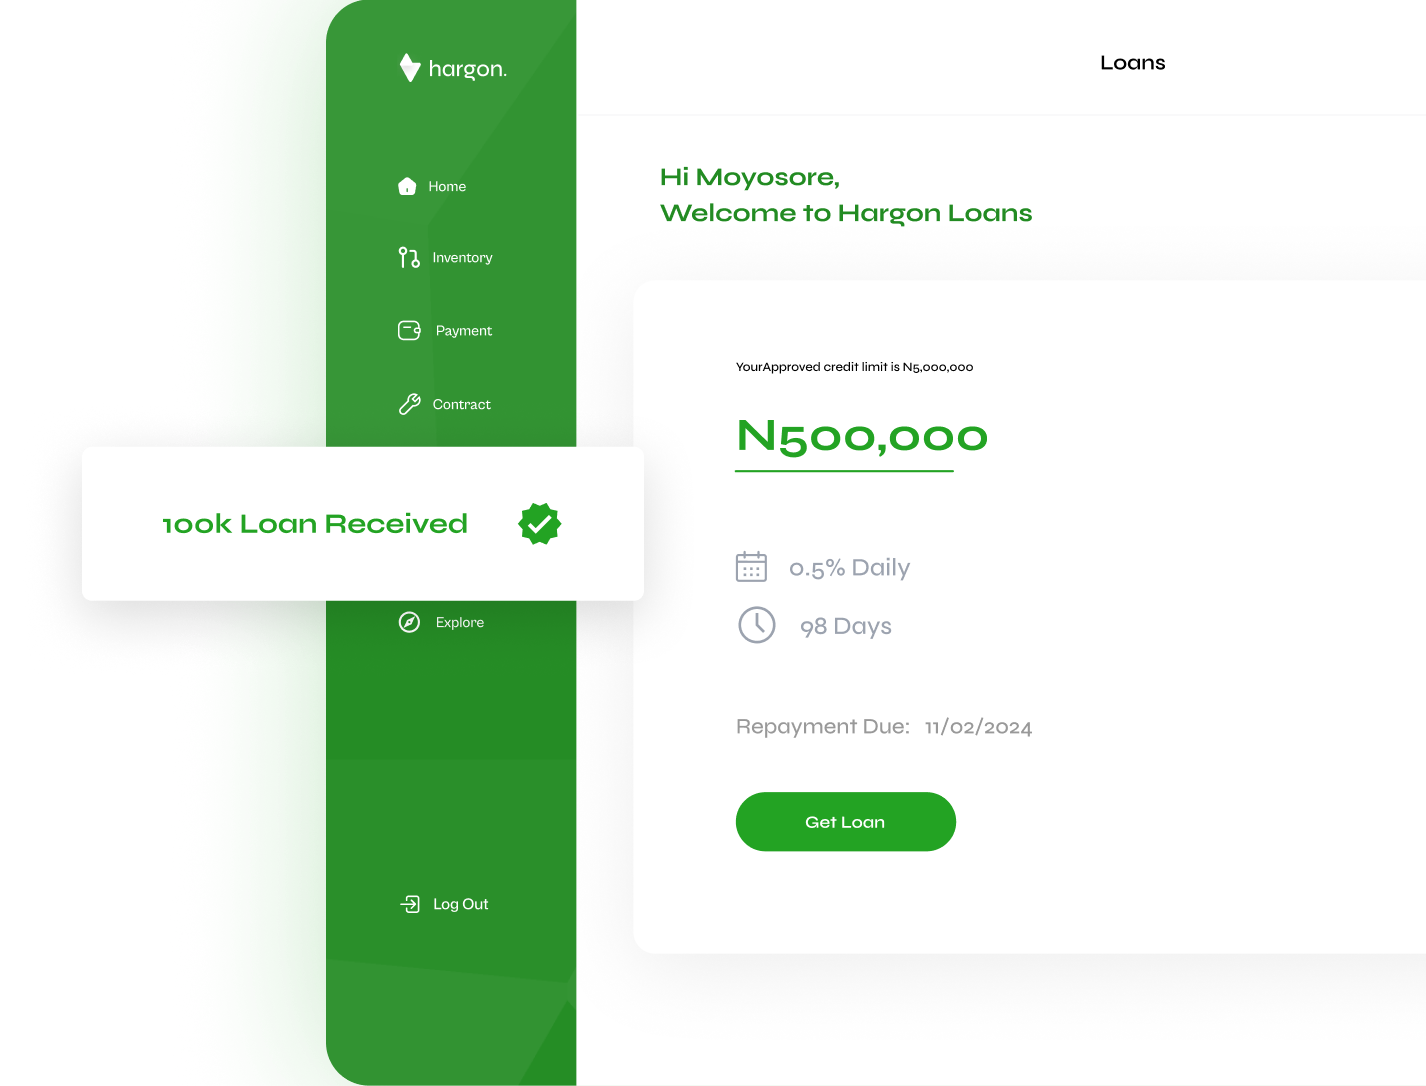 hargon.
Home
Inventory
Payment
Contract
100k Loan Received
Explore
Log Out
Loans
Hi Moyosore,
Welcome to Hargon Loans
YourApproved credit limit is N5,000,000
N500,000
0.5% Daily
98 Days
Repayment Due: 11/02/2024
Get Loan